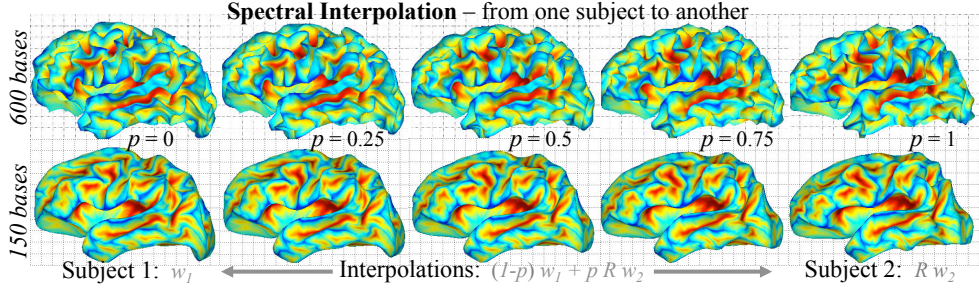 Spectral Interpolation – from one subject to another
600 bases
p = 0 p = 0.25 p = 0.5 p = 0.75 p = 1
150 bases
Subject 1: w₁ Interpolations: (1-p) w₁ + p R w₂ Subject 2: R w₂